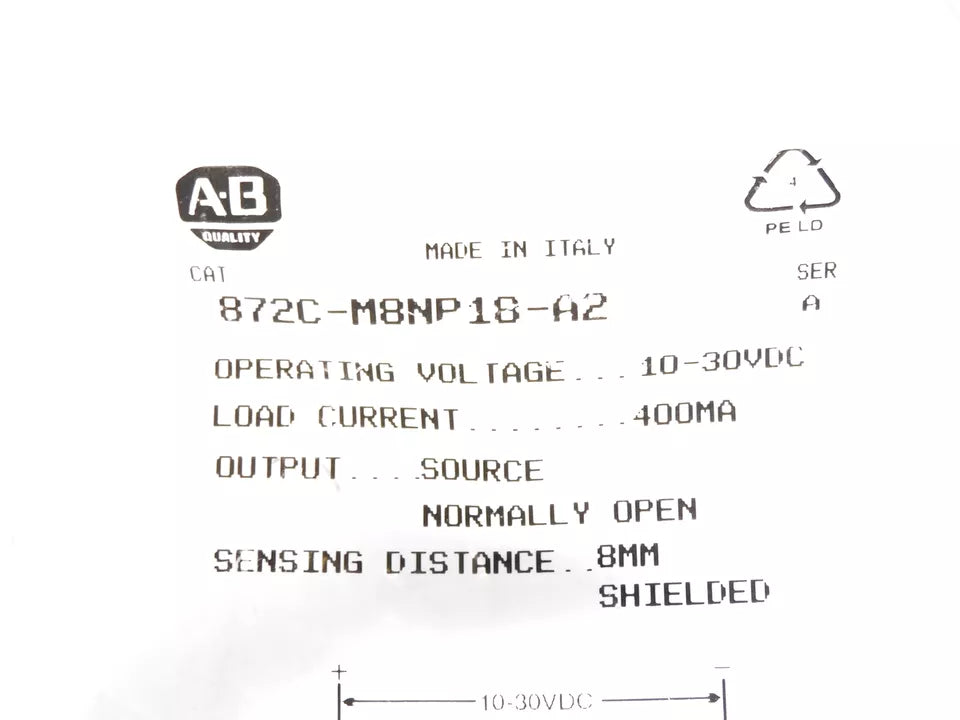 A-B
QUALITY
4
PE LD
MADE IN ITALY
CAT
SER
872C-M8NP18-A2
A
OPERATING VOLTAGE... 10-30VDC
LOAD CURRENT........400MA
OUTPUT....SOURCE
NORMALLY OPEN
SENSING DISTANCE..8MM
SHIELDED
+ −
10-30VDC